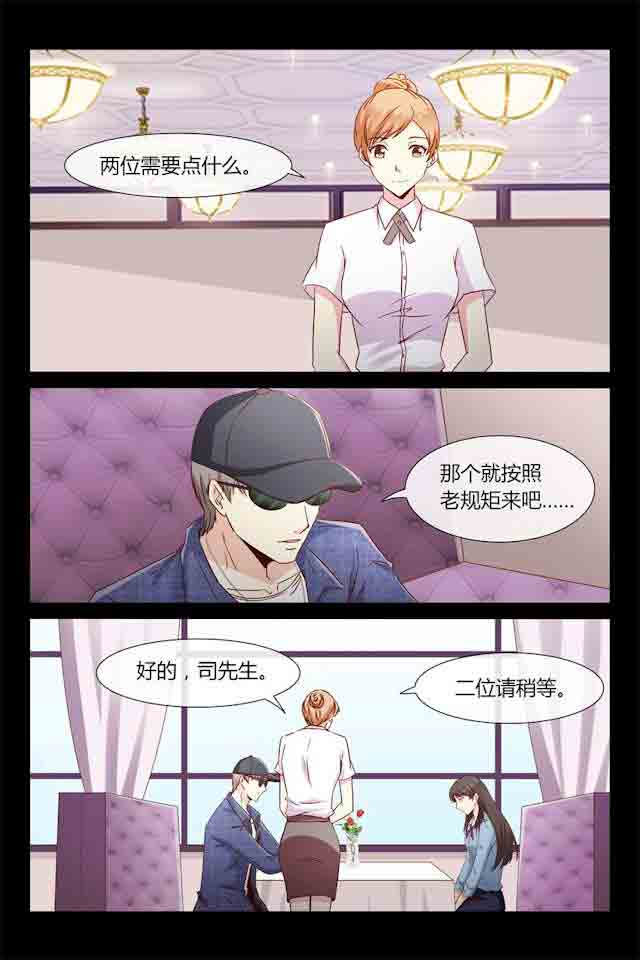 两位需要点什么。
那个就按照
老规矩来吧……
好的，司先生。
二位请稍等。